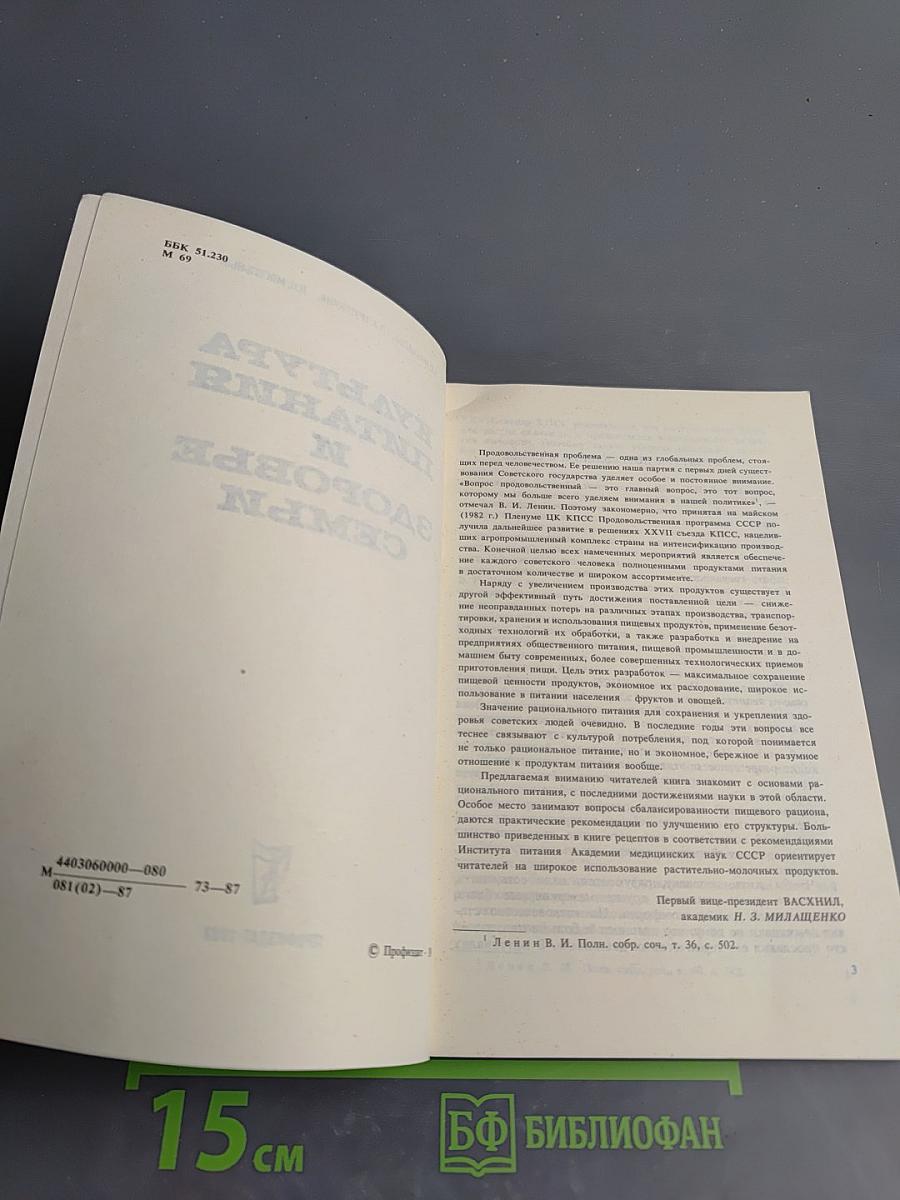 ББК 51.230
М 69
КУЛЬТУРА
ПИТАНИЯ
И
ЗДОРОВЬЕ
СЕМЬИ
М 4403060000—080
081(02)—87
73—87
© Профиздат
Продовольственная проблема — одна из глобальных проблем, стоя-
щих перед человечеством. Ее решению наша партия с первых дней сущест-
вования Советского государства уделяет особое и постоянное внимание.
«Вопрос продовольственный — это главный вопрос, это тот вопрос,
которому мы больше всего уделяем внимания в нашей политике»¹, —
отмечал В. И. Ленин. Поэтому закономерно, что принятая на майском
(1982 г.) Пленуме ЦК КПСС Продовольственная программа СССР по-
лучила дальнейшее развитие в решениях XXVII съезда КПСС, нацелив-
ших агропромышленный комплекс страны на интенсификацию производ-
ства. Конечной целью всех намеченных мероприятий является обеспече-
ние каждого советского человека полноценными продуктами питания
в достаточном количестве и широком ассортименте.
Наряду с увеличением производства этих продуктов существует и
другой эффективный путь достижения поставленной цели — сниже-
ние неоправданных потерь на различных этапах производства, транспор-
тировки, хранения и использования пищевых продуктов, применение безот-
ходных технологий их обработки, а также разработка и внедрение на
предприятиях общественного питания, пищевой промышленности и в до-
машнем быту современных, более совершенных технологических приемов
приготовления пищи. Цель этих разработок — максимальное сохранение
пищевой ценности продуктов, экономное их расходование, широкое ис-
пользование в питании населения фруктов и овощей.
Значение рационального питания для сохранения и укрепления здо-
ровья советских людей очевидно. В последние годы эти вопросы все
теснее связывают с культурой потребления, под которой понимается
не только рациональное питание, но и экономное, бережное и разумное
отношение к продуктам питания вообще.
Предлагаемая вниманию читателей книга знакомит с основами ра-
ционального питания, с последними достижениями науки в этой области.
Особое место занимают вопросы сбалансированности пищевого рациона,
даются практические рекомендации по улучшению его структуры. Боль-
шинство приведенных в книге рецептов в соответствии с рекомендациями
Института питания Академии медицинских наук СССР ориентирует
читателей на широкое использование растительно-молочных продуктов.
Первый вице-президент ВАСХНИЛ,
академик Н. З. МИЛАЩЕНКО
¹ Ленин В. И. Полн. собр. соч., т. 36, с. 502.
3
15 см
БФ БИБЛИОФАН